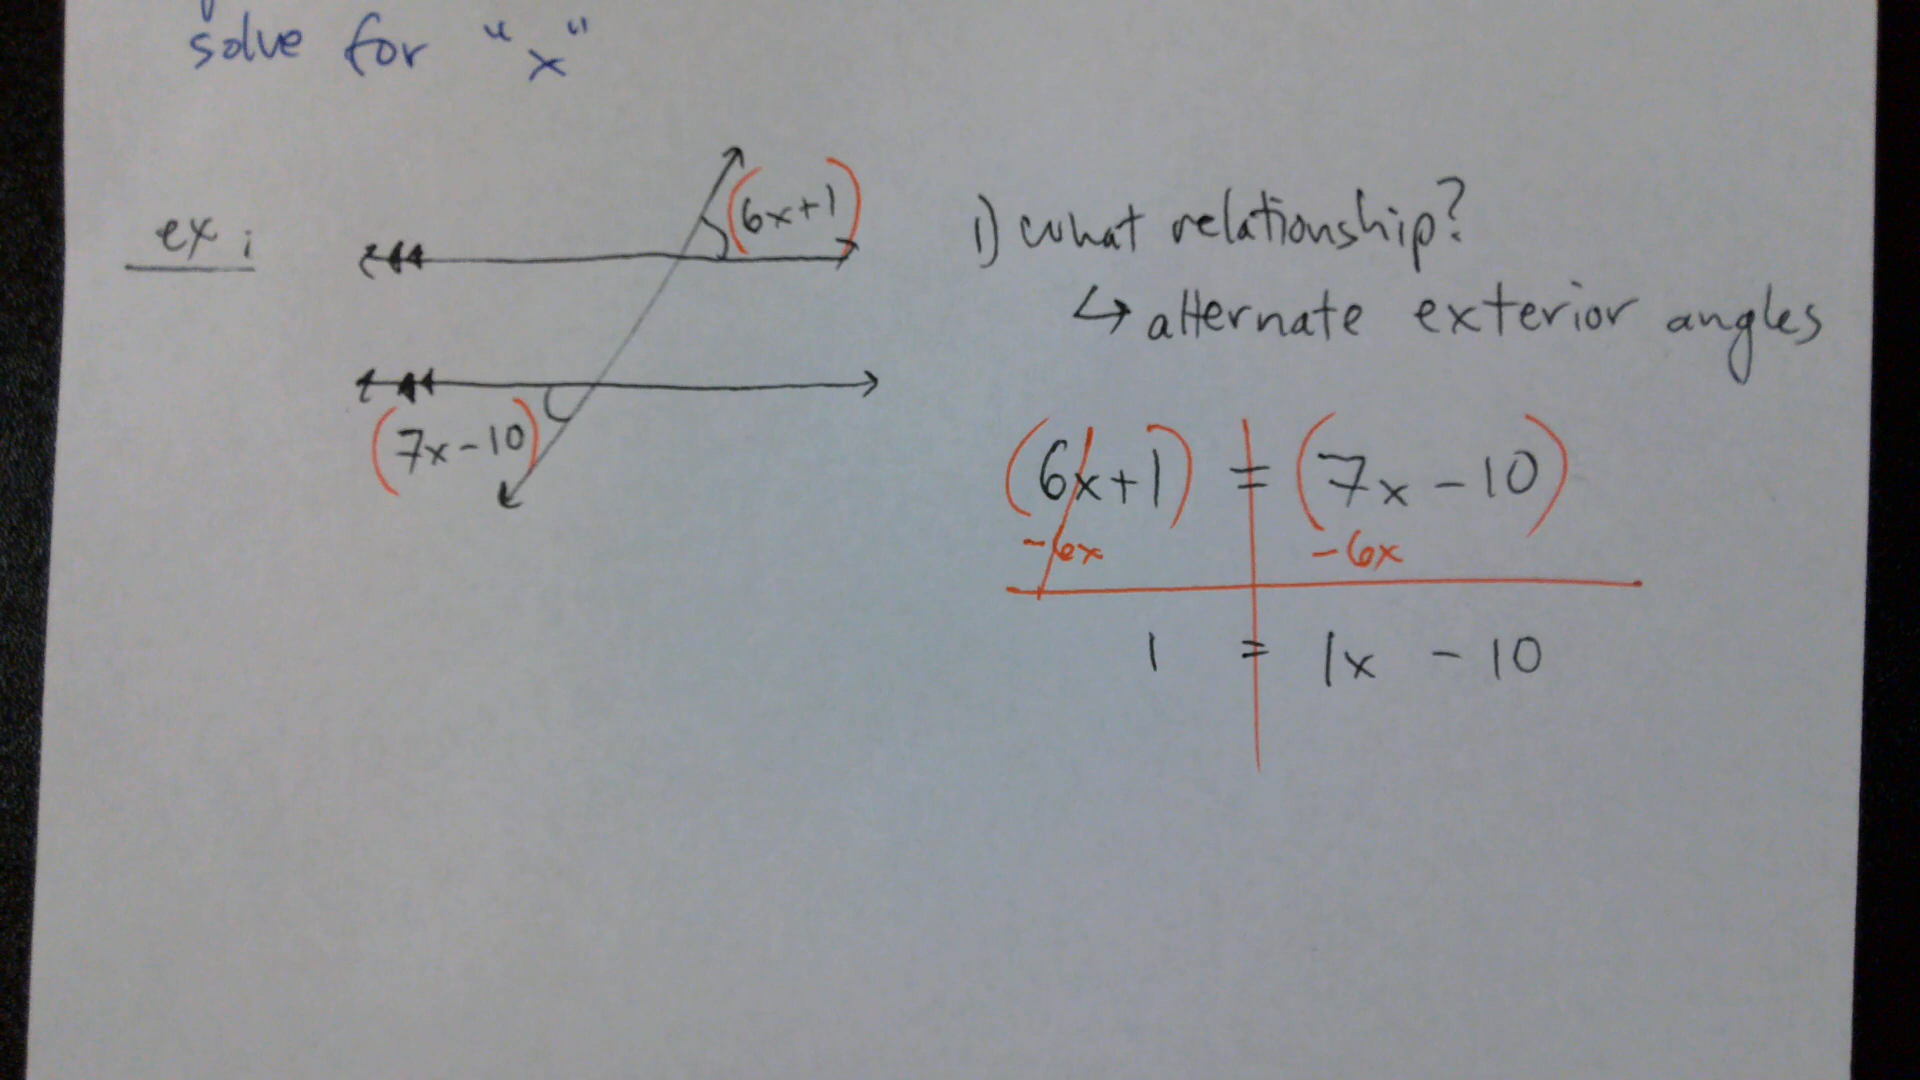 solve for "x"
ex:
(6x+1)
(7x-10)
1) what relationship?
↳ alternate exterior angles
(6x+1) = (7x-10)
-6x -6x
1 = 1x - 10